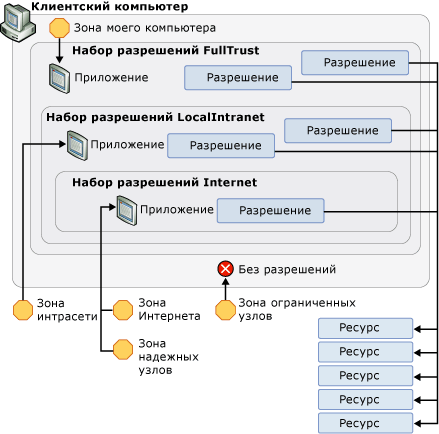 Клиентский компьютер
Зона моего компьютера
Набор разрешений FullTrust
Разрешение
Приложение
Разрешение
Набор разрешений LocalIntranet
Разрешение
Приложение
Разрешение
Набор разрешений Internet
Приложение
Разрешение
Без разрешений
Зона
интрасети
Зона
Интернета
Зона ограниченных
узлов
Зона
надежных
узлов
Ресурс
Ресурс
Ресурс
Ресурс
Ресурс